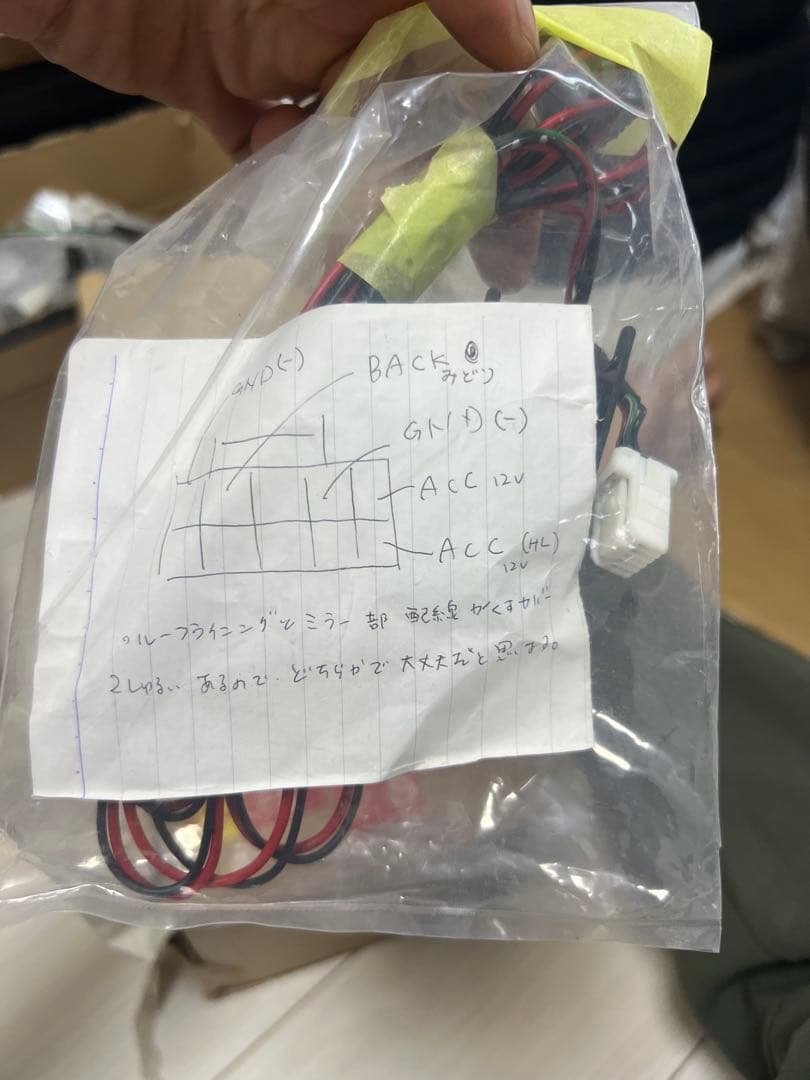 GND(-)
BACK
みどり
GND (-)
ACC 12V
ACC (HL)
12V
ルーフライニングとミラー部 配線 かくすカバー
2しゅるい あるので、どちらかで 大丈夫だと思います。